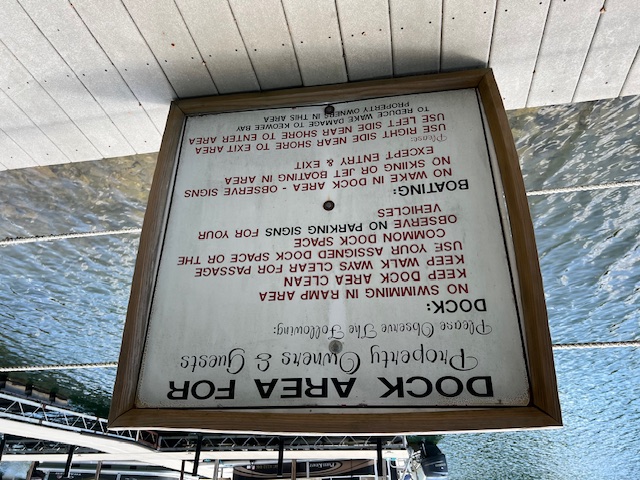 DOCK AREA FOR
Property Owners & Guests
Please Observe The Following:
DOCK:
NO SWIMMING IN RAMP AREA
KEEP DOCK AREA CLEAN
KEEP WALK WAYS CLEAR FOR PASSAGE
USE YOUR ASSIGNED DOCK SPACE OR THE
COMMON DOCK SPACE
OBSERVE NO PARKING SIGNS FOR YOUR
VEHICLES
BOATING:
NO WAKE IN DOCK AREA - OBSERVE SIGNS
NO SKIING OR JET BOATING IN AREA
EXCEPT ENTRY & EXIT
Please:
USE RIGHT SIDE NEAR SHORE TO EXIT AREA
USE LEFT SIDE NEAR SHORE TO ENTER AREA
TO REDUCE WAKE DAMAGE TO KEOWEE BAY
PROPERTY OWNERS IN THIS AREA